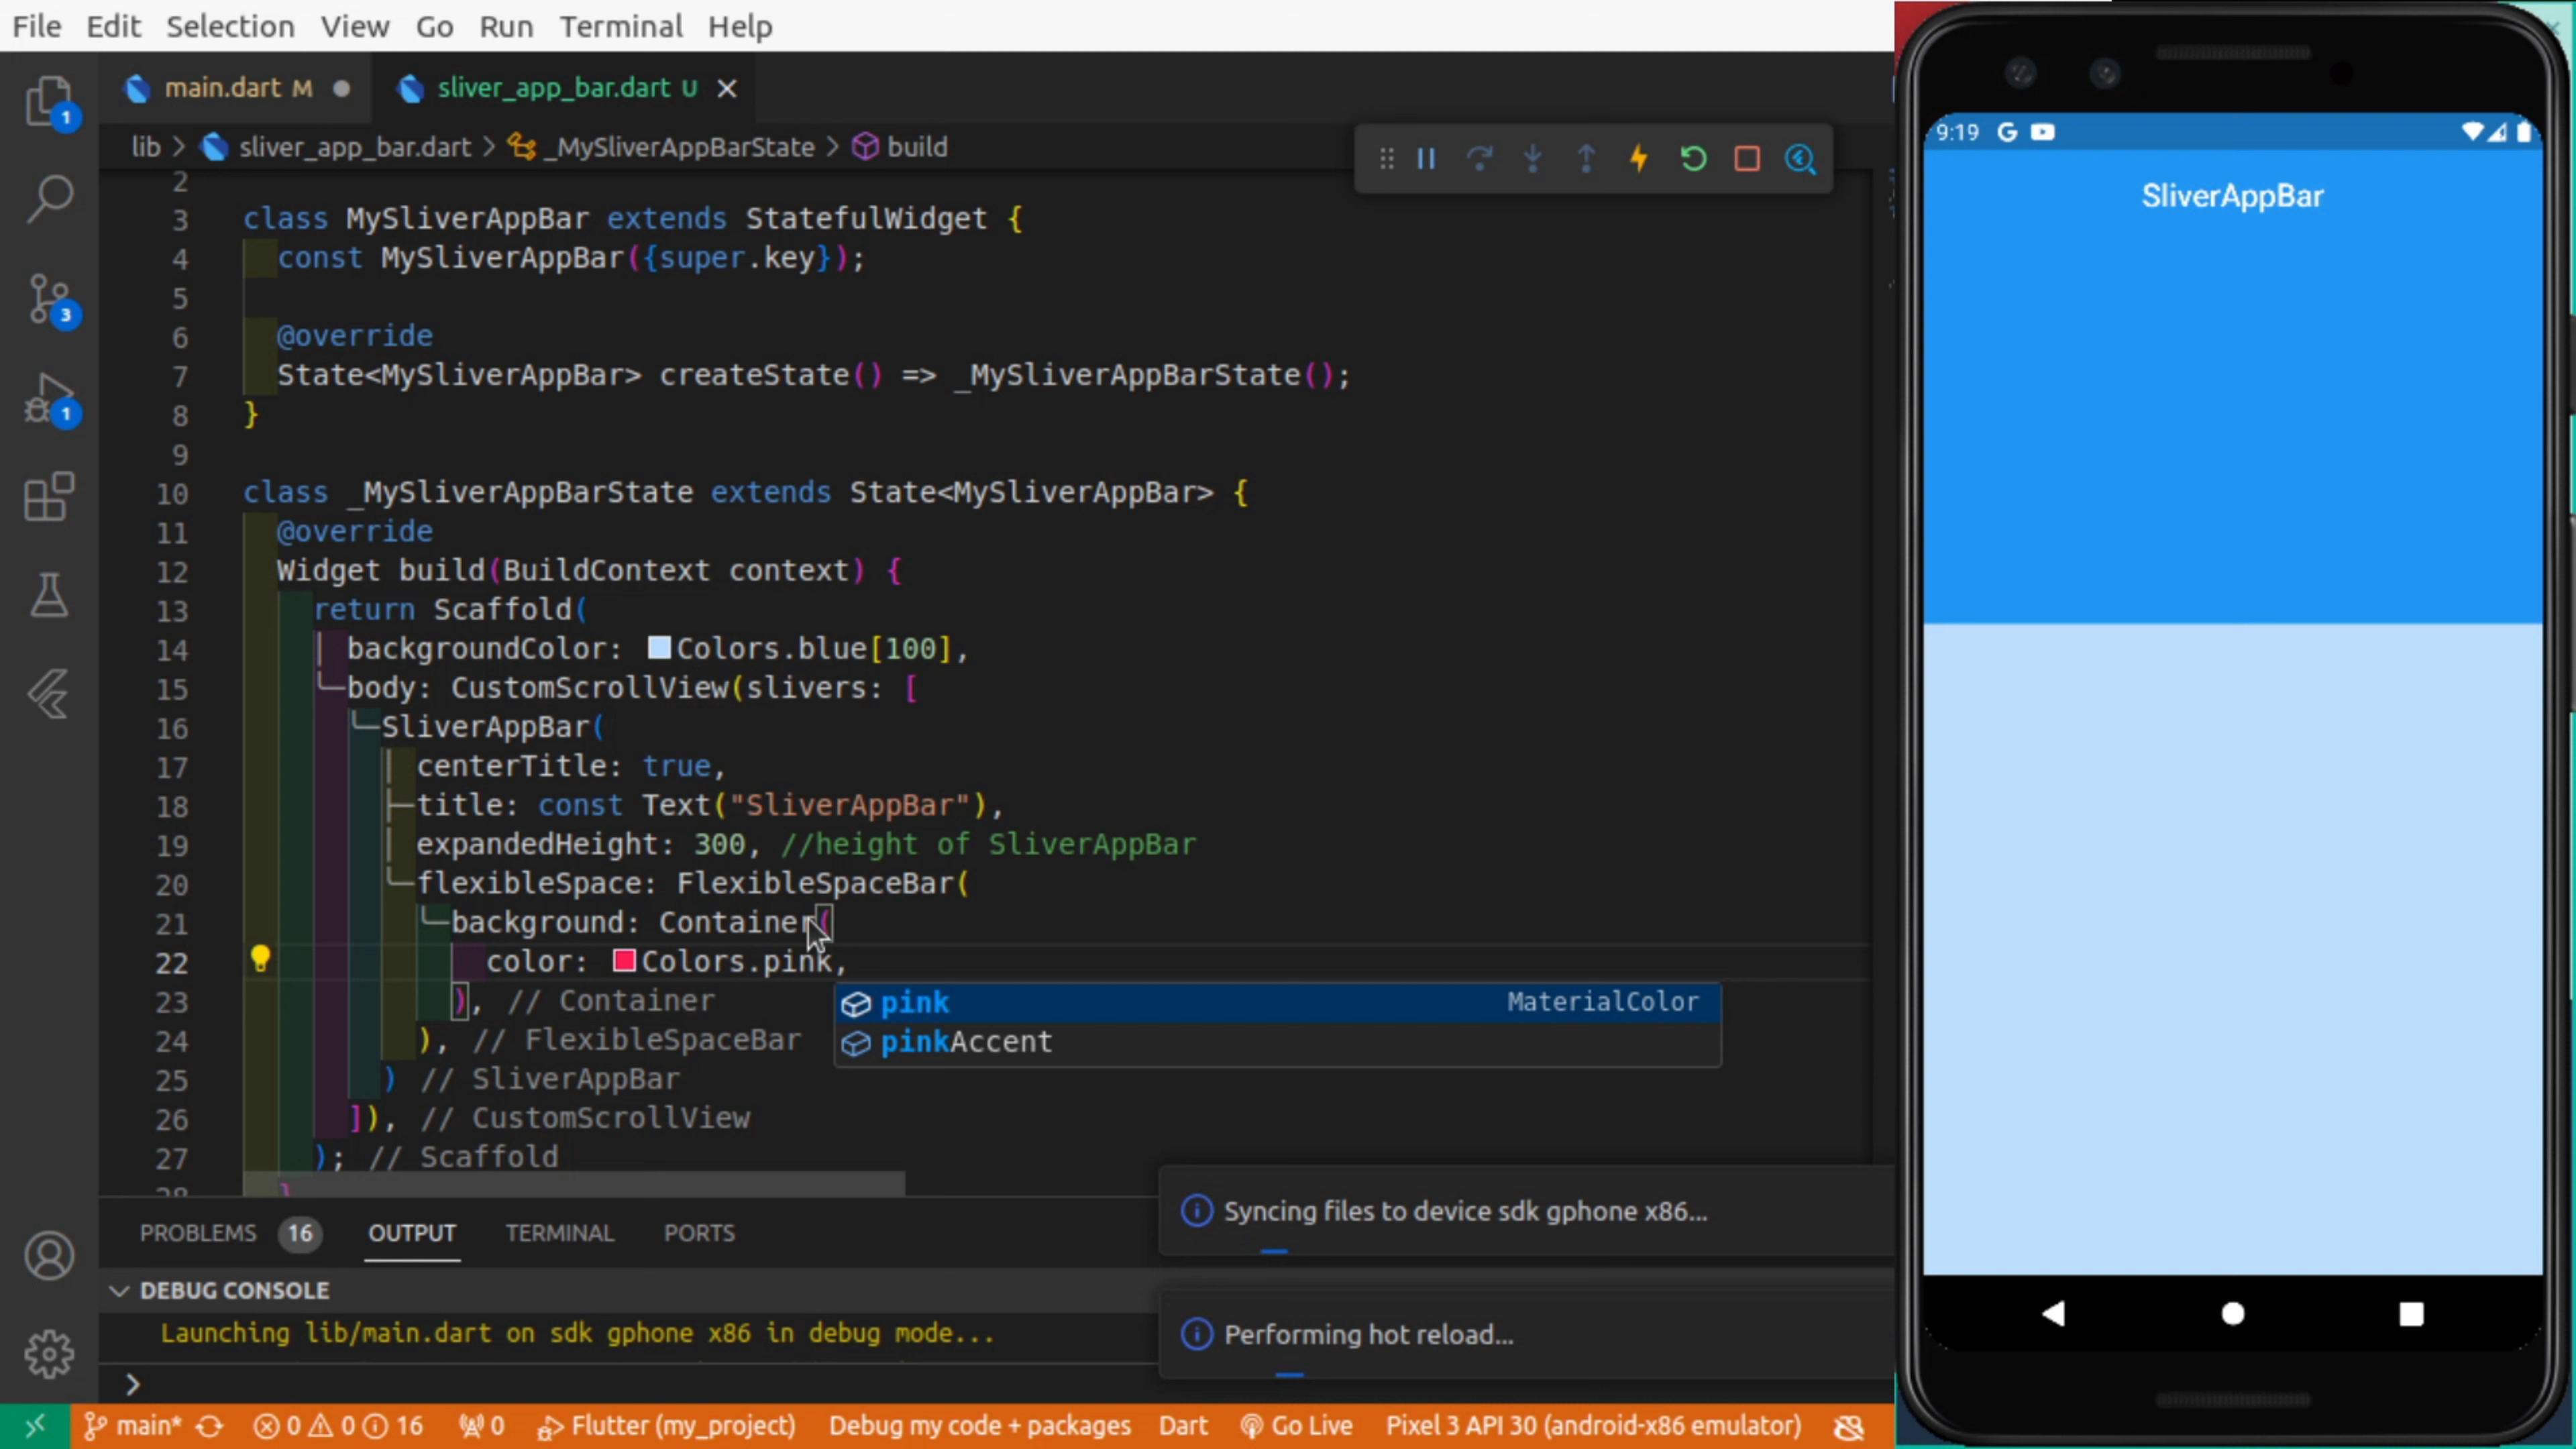 File Edit Selection View Go Run Terminal Help
main.dart M
sliver_app_bar.dart U
lib > sliver_app_bar.dart > _MySliverAppBarState > build
2
3 class MySliverAppBar extends StatefulWidget {
4 const MySliverAppBar({super.key});
5
6 @override
7 State<MySliverAppBar> createState() => _MySliverAppBarState();
8 }
9
10 class _MySliverAppBarState extends State<MySliverAppBar> {
11 @override
12 Widget build(BuildContext context) {
13 return Scaffold(
14 backgroundColor: Colors.blue[100],
15 body: CustomScrollView(slivers: [
16 SliverAppBar(
17 centerTitle: true,
18 title: const Text("SliverAppBar"),
19 expandedHeight: 300, //height of SliverAppBar
20 flexibleSpace: FlexibleSpaceBar(
21 background: Container(
22 color: Colors.pink,
23 ), // Container
24 ), // FlexibleSpaceBar
25 ) // SliverAppBar
26 ]), // CustomScrollView
27 ); // Scaffold
28 }
pink MaterialColor
pinkAccent
1
3
1
PROBLEMS 16 OUTPUT TERMINAL PORTS
DEBUG CONSOLE
Launching lib/main.dart on sdk gphone x86 in debug mode...
>
Syncing files to device sdk gphone x86...
Performing hot reload...
main* 0 0 16 0 Flutter (my_project) Debug my code + packages Dart Go Live Pixel 3 API 30 (android-x86 emulator)
9:19 G
SliverAppBar